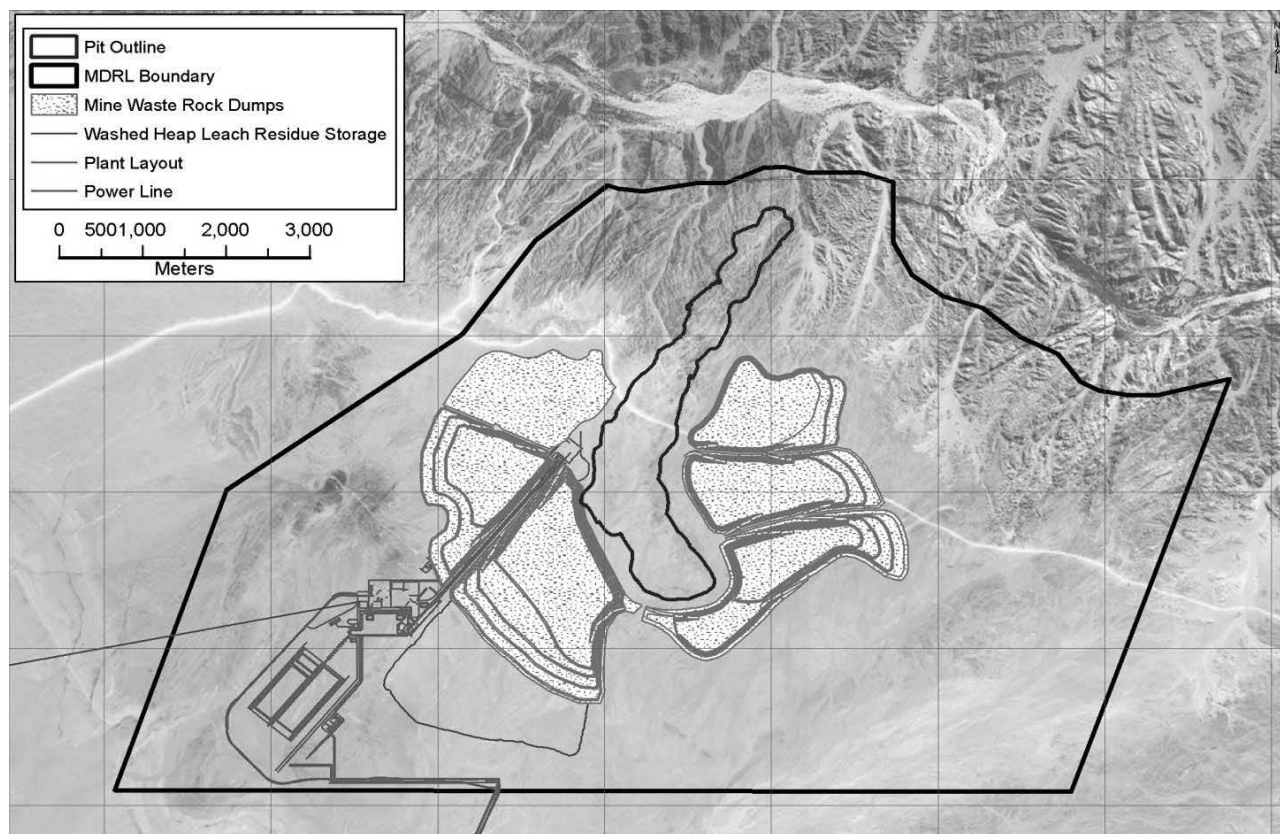 Pit Outline
MDRL Boundary
Mine Waste Rock Dumps
Washed Heap Leach Residue Storage
Plant Layout
Power Line
0 5001,000 2,000 3,000
Meters